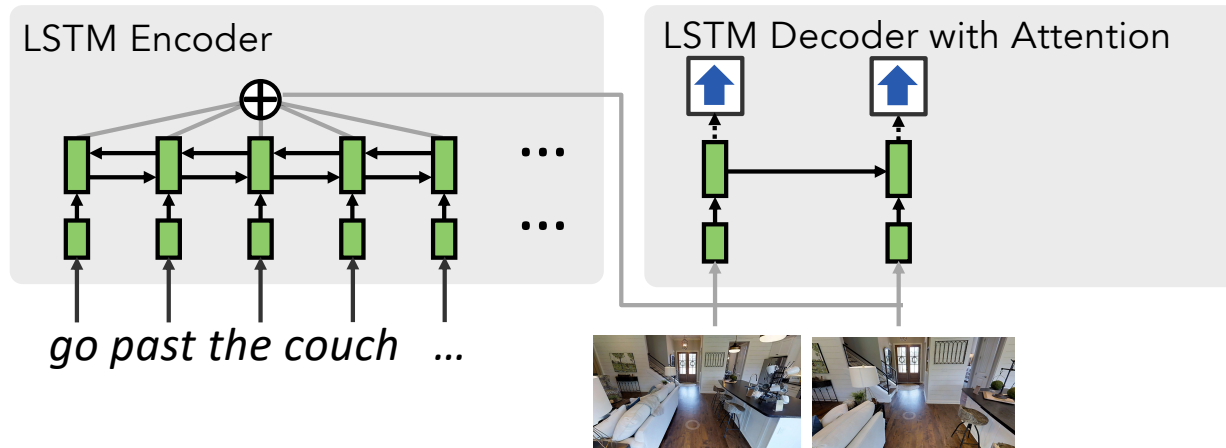 LSTM Encoder
LSTM Decoder with Attention
...
...
go past the couch ...